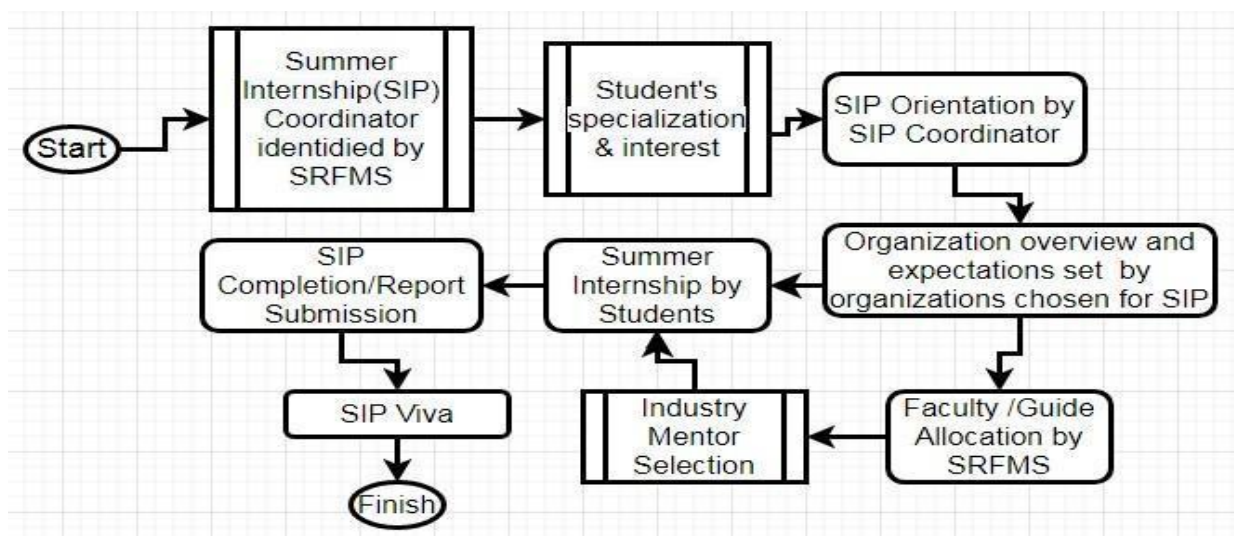 Start
Summer
Internship(SIP)
Coordinator
identidied by
SRFMS
Student's
specialization
& interest
SIP Orientation by
SIP Coordinator
Organization overview and
expectations set by
organizations chosen for SIP
Summer
Internship by
Students
SIP
Completion/Report
Submission
Faculty /Guide
Allocation by
SRFMS
Industry
Mentor
Selection
SIP Viva
Finish